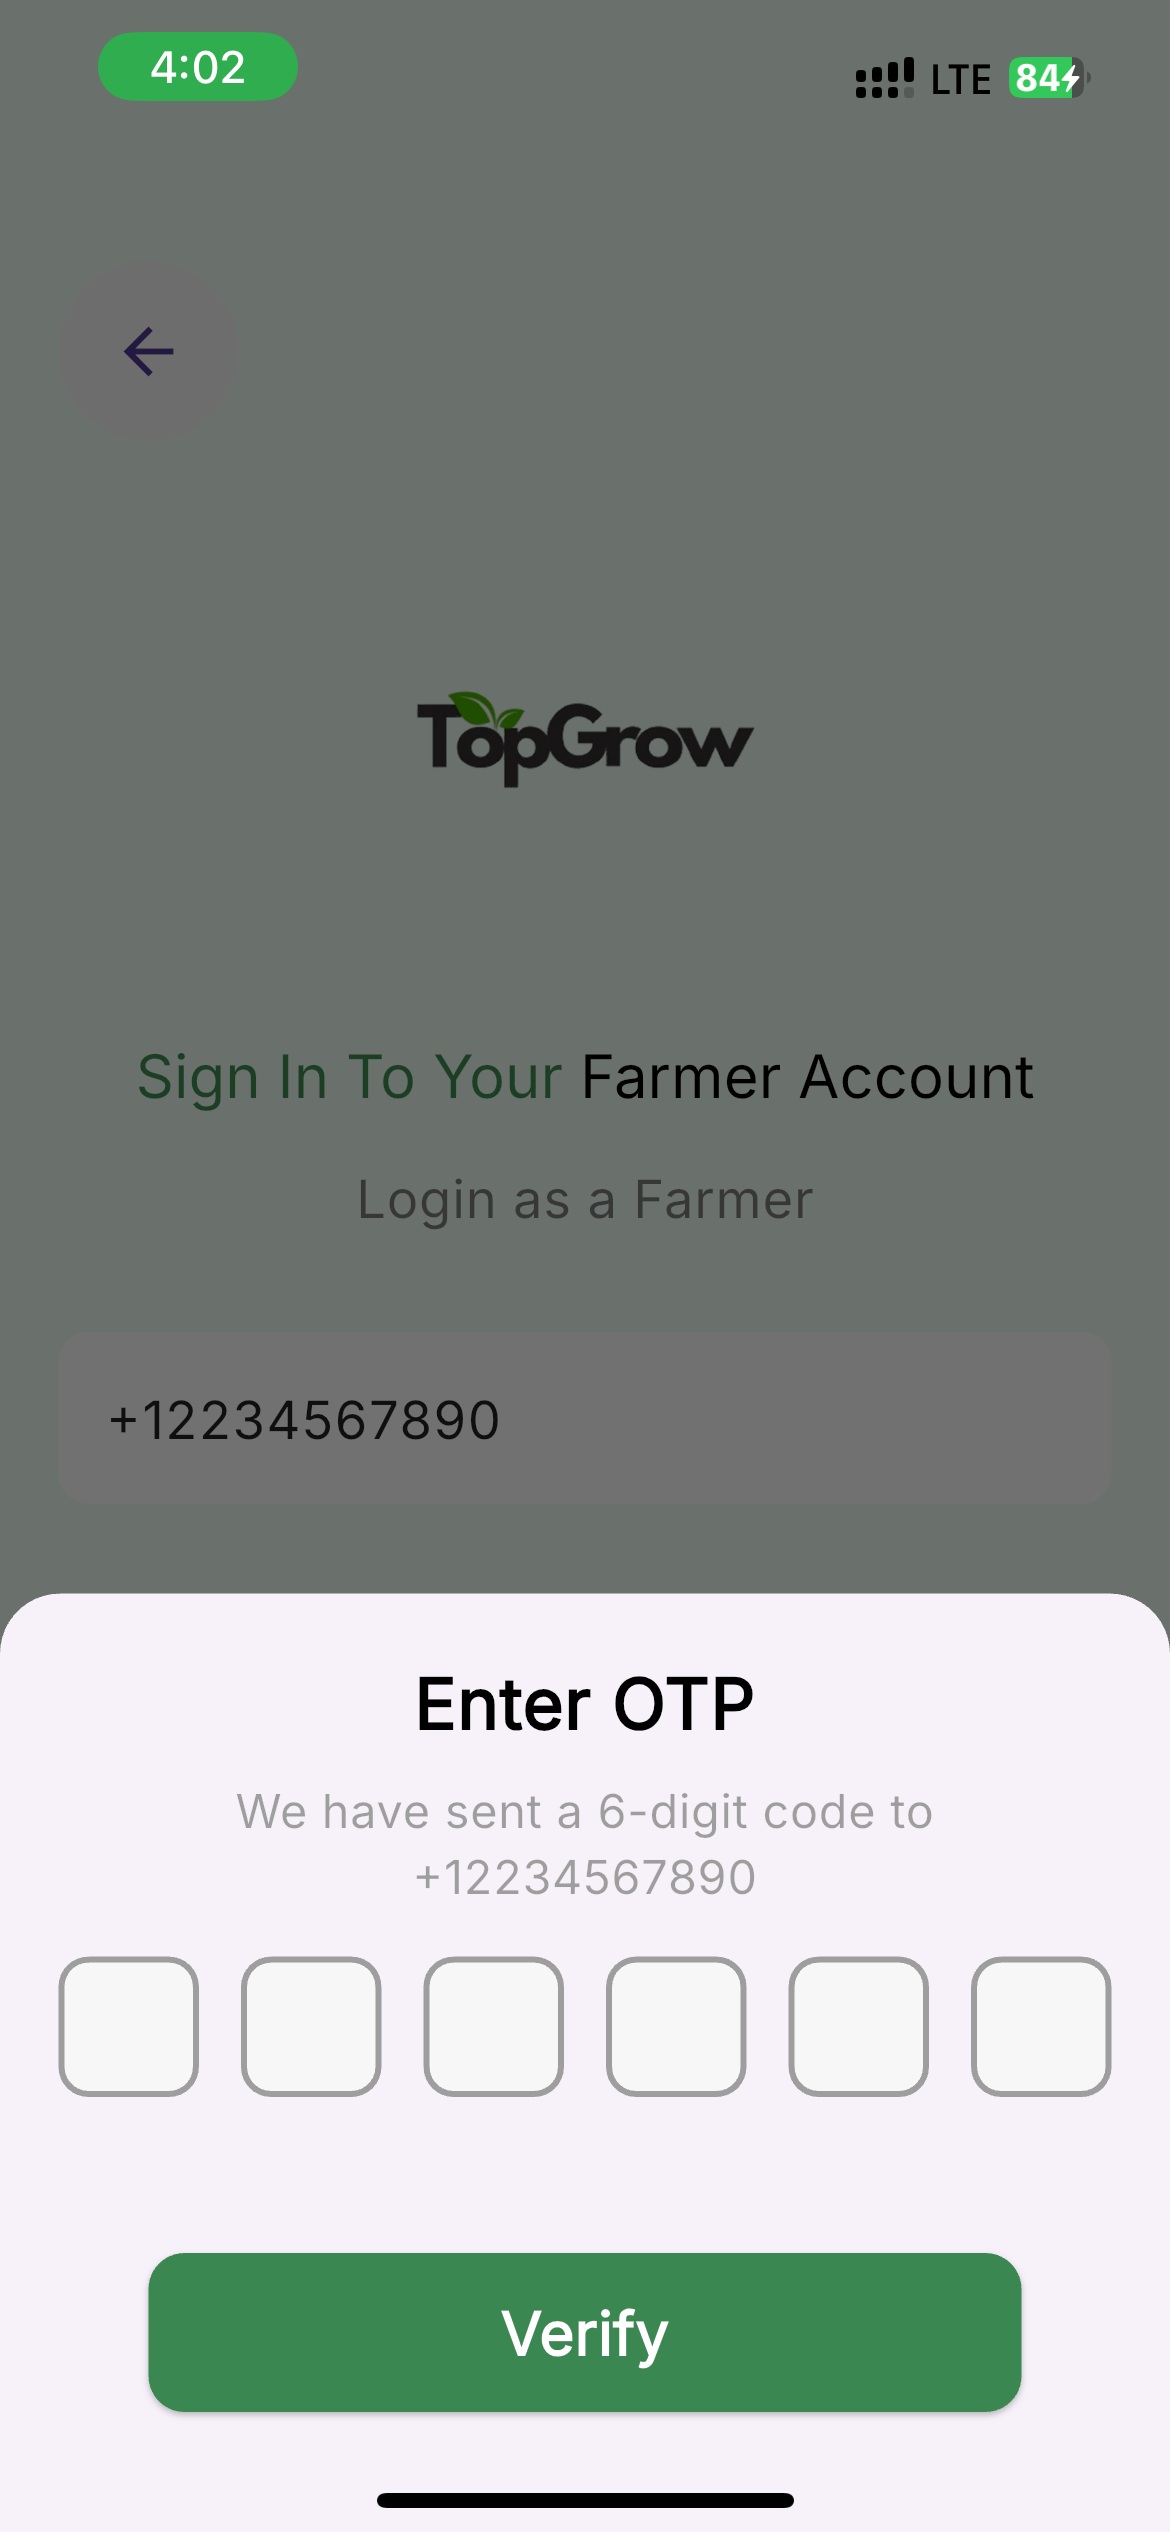 4:02
LTE
84
TopGrow
Sign In To Your Farmer Account
Login as a Farmer
+12234567890
Enter OTP
We have sent a 6-digit code to
+12234567890
Verify